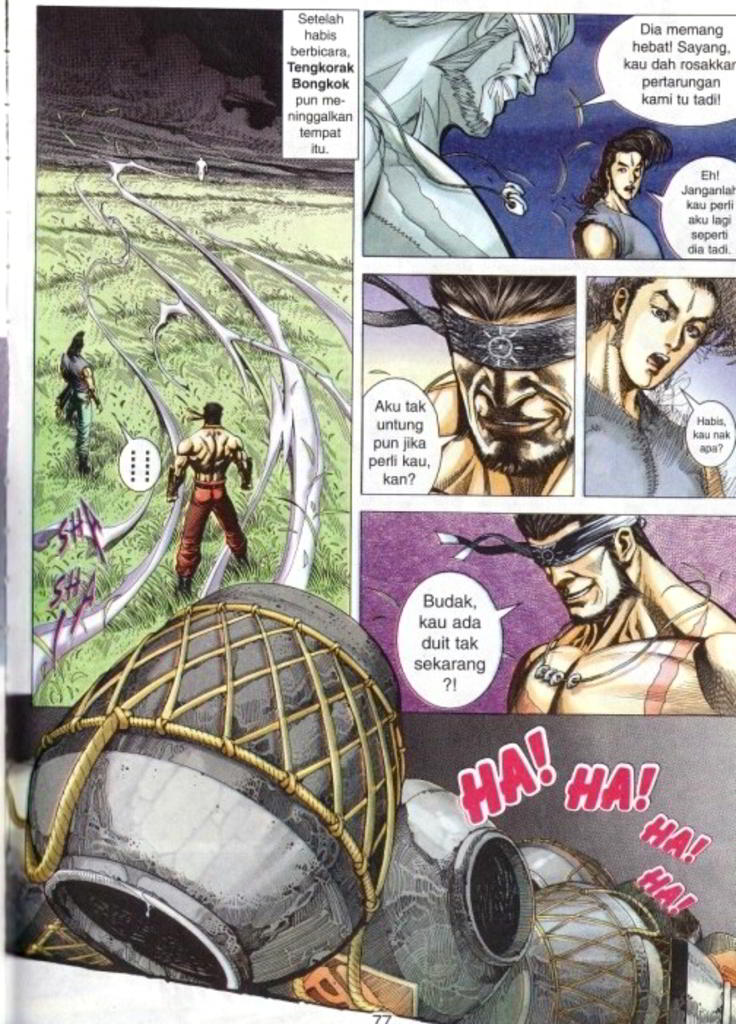 Setelah
habis
berbicara,
Tengkorak
Bongkok
pun me-
ninggalkan
tempat
itu.
Dia memang
hebat! Sayang,
kau dah rosakkan
pertarungan
kami tu tadi!
Eh!
Janganlah
kau perli
aku lagi
seperti
dia tadi.
SHA
SHA
Aku tak
untung
pun jika
perli kau,
kan?
Habis,
kau nak
apa?
Budak,
kau ada
duit tak
sekarang
?!
HA! HA!
HA!
HA!
77